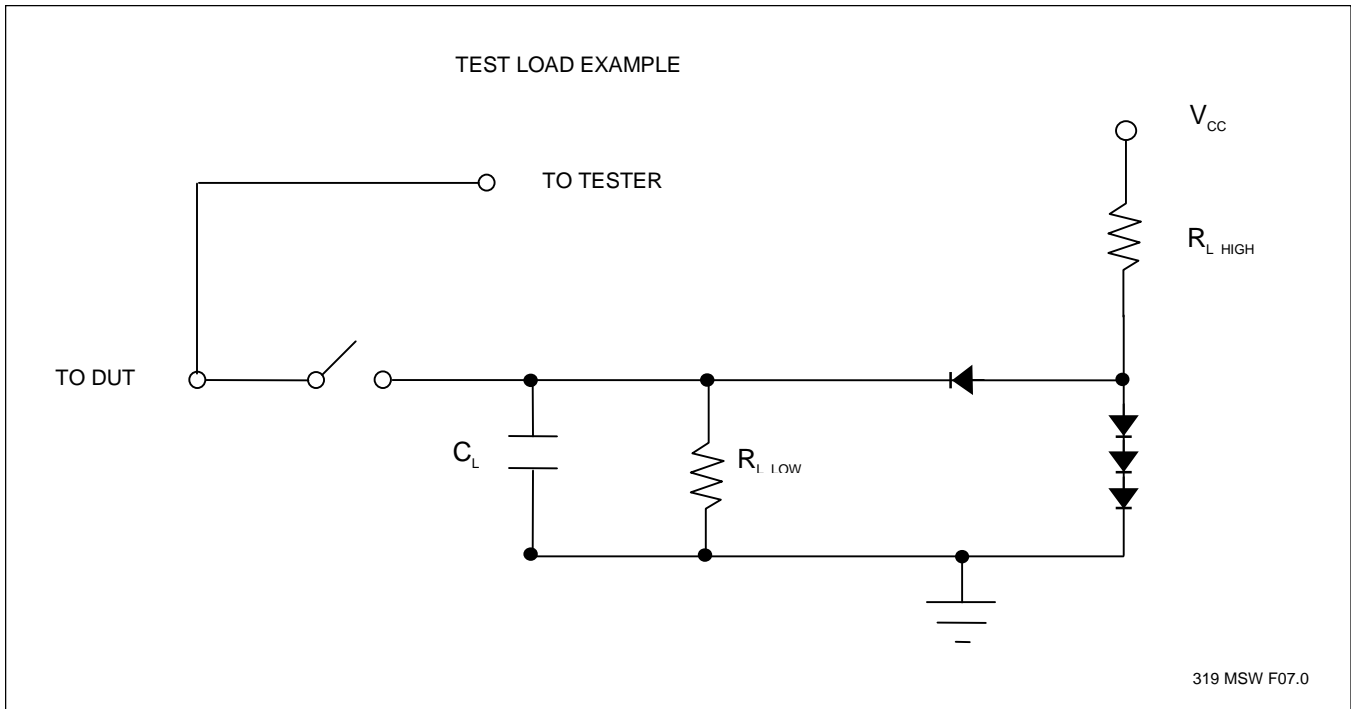 TEST LOAD EXAMPLE
V_CC
TO TESTER
R_L HIGH
TO DUT
C_L
R_L LOW
319 MSW F07.0